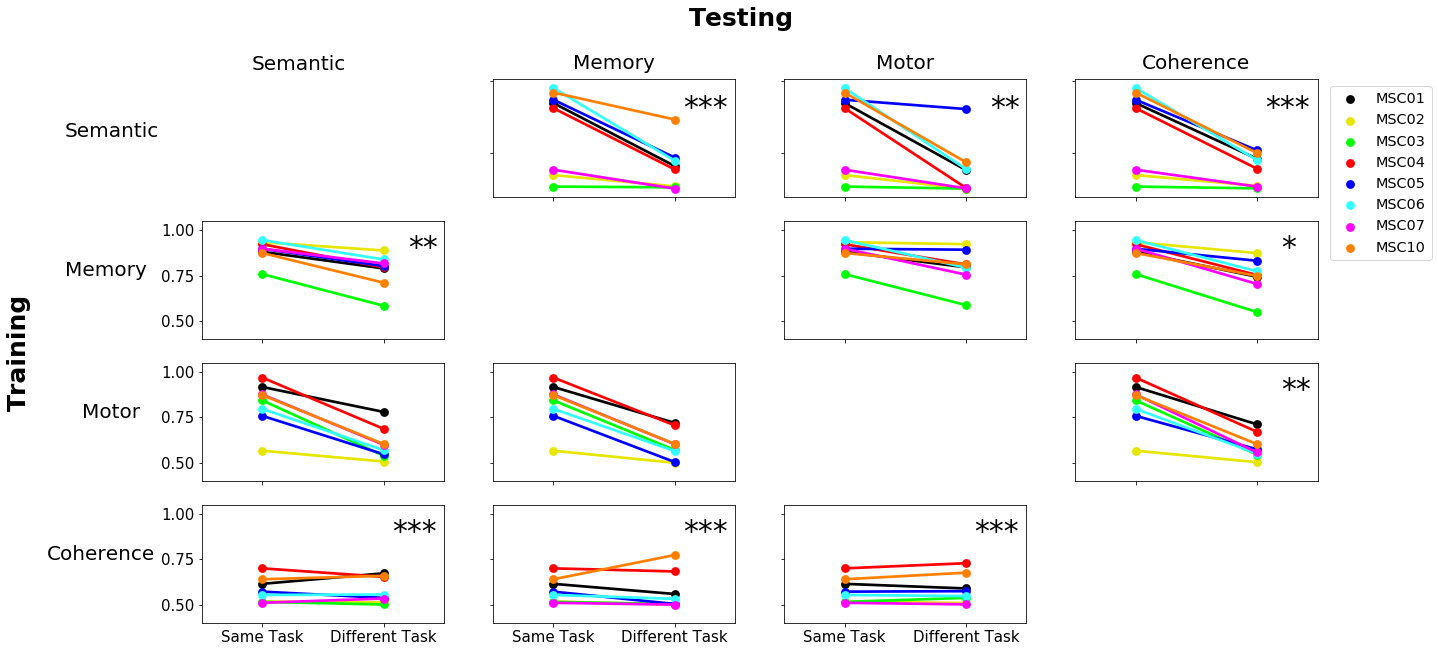 Testing
Semantic
Memory
Motor
Coherence
Semantic
***
**
***
MSC01
MSC02
MSC03
MSC04
MSC05
MSC06
MSC07
MSC10
Training
Memory
1.00
0.75
0.50
**
*
Motor
1.00
0.75
0.50
**
Coherence
1.00
0.75
0.50
***
***
***
Same Task Different Task
Same Task Different Task
Same Task Different Task